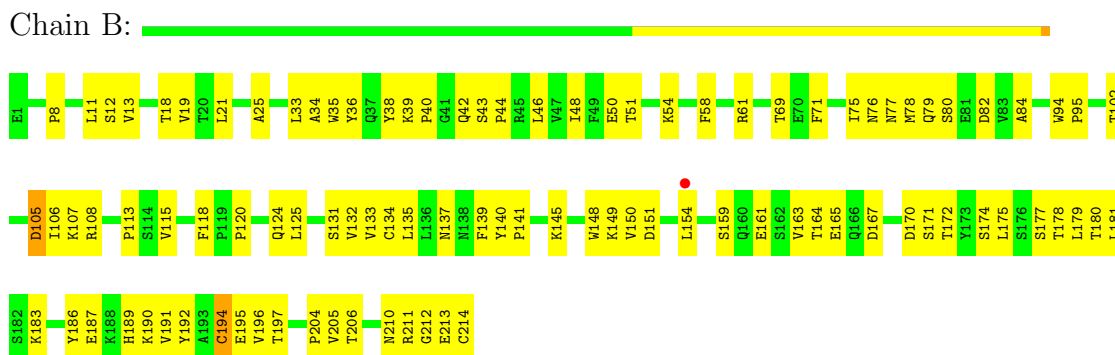 Chain B:
E1 P8 L11 S12 V13 T18 V19 T20 L21 A25 L33 A34 W35 Y36 Q37 Y38 K39 P40 G41 Q42 S43 P44 R45 L46 V47 I48 F49 E50 T51 K54 F58 R61 T69 E70 F71 I75 N76 N77 M78 Q79 S80 E81 D82 V83 A84 W94 P95 T102
D105 I106 K107 R108 P113 S114 V115 F118 P119 P120 Q124 L125 S131 V132 V133 C134 L135 L136 N137 N138 F139 Y140 P141 K145 W148 K149 V150 D151 L154 S159 Q160 E161 S162 V163 T164 E165 Q166 D167 D170 S171 T172 Y173 S174 L175 S176 S177 T178 L179 T180 L181
S182 K183 Y186 E187 K188 H189 K190 V191 Y192 A193 C194 E195 V196 T197 P204 V205 T206 N210 R211 G212 E213 C214